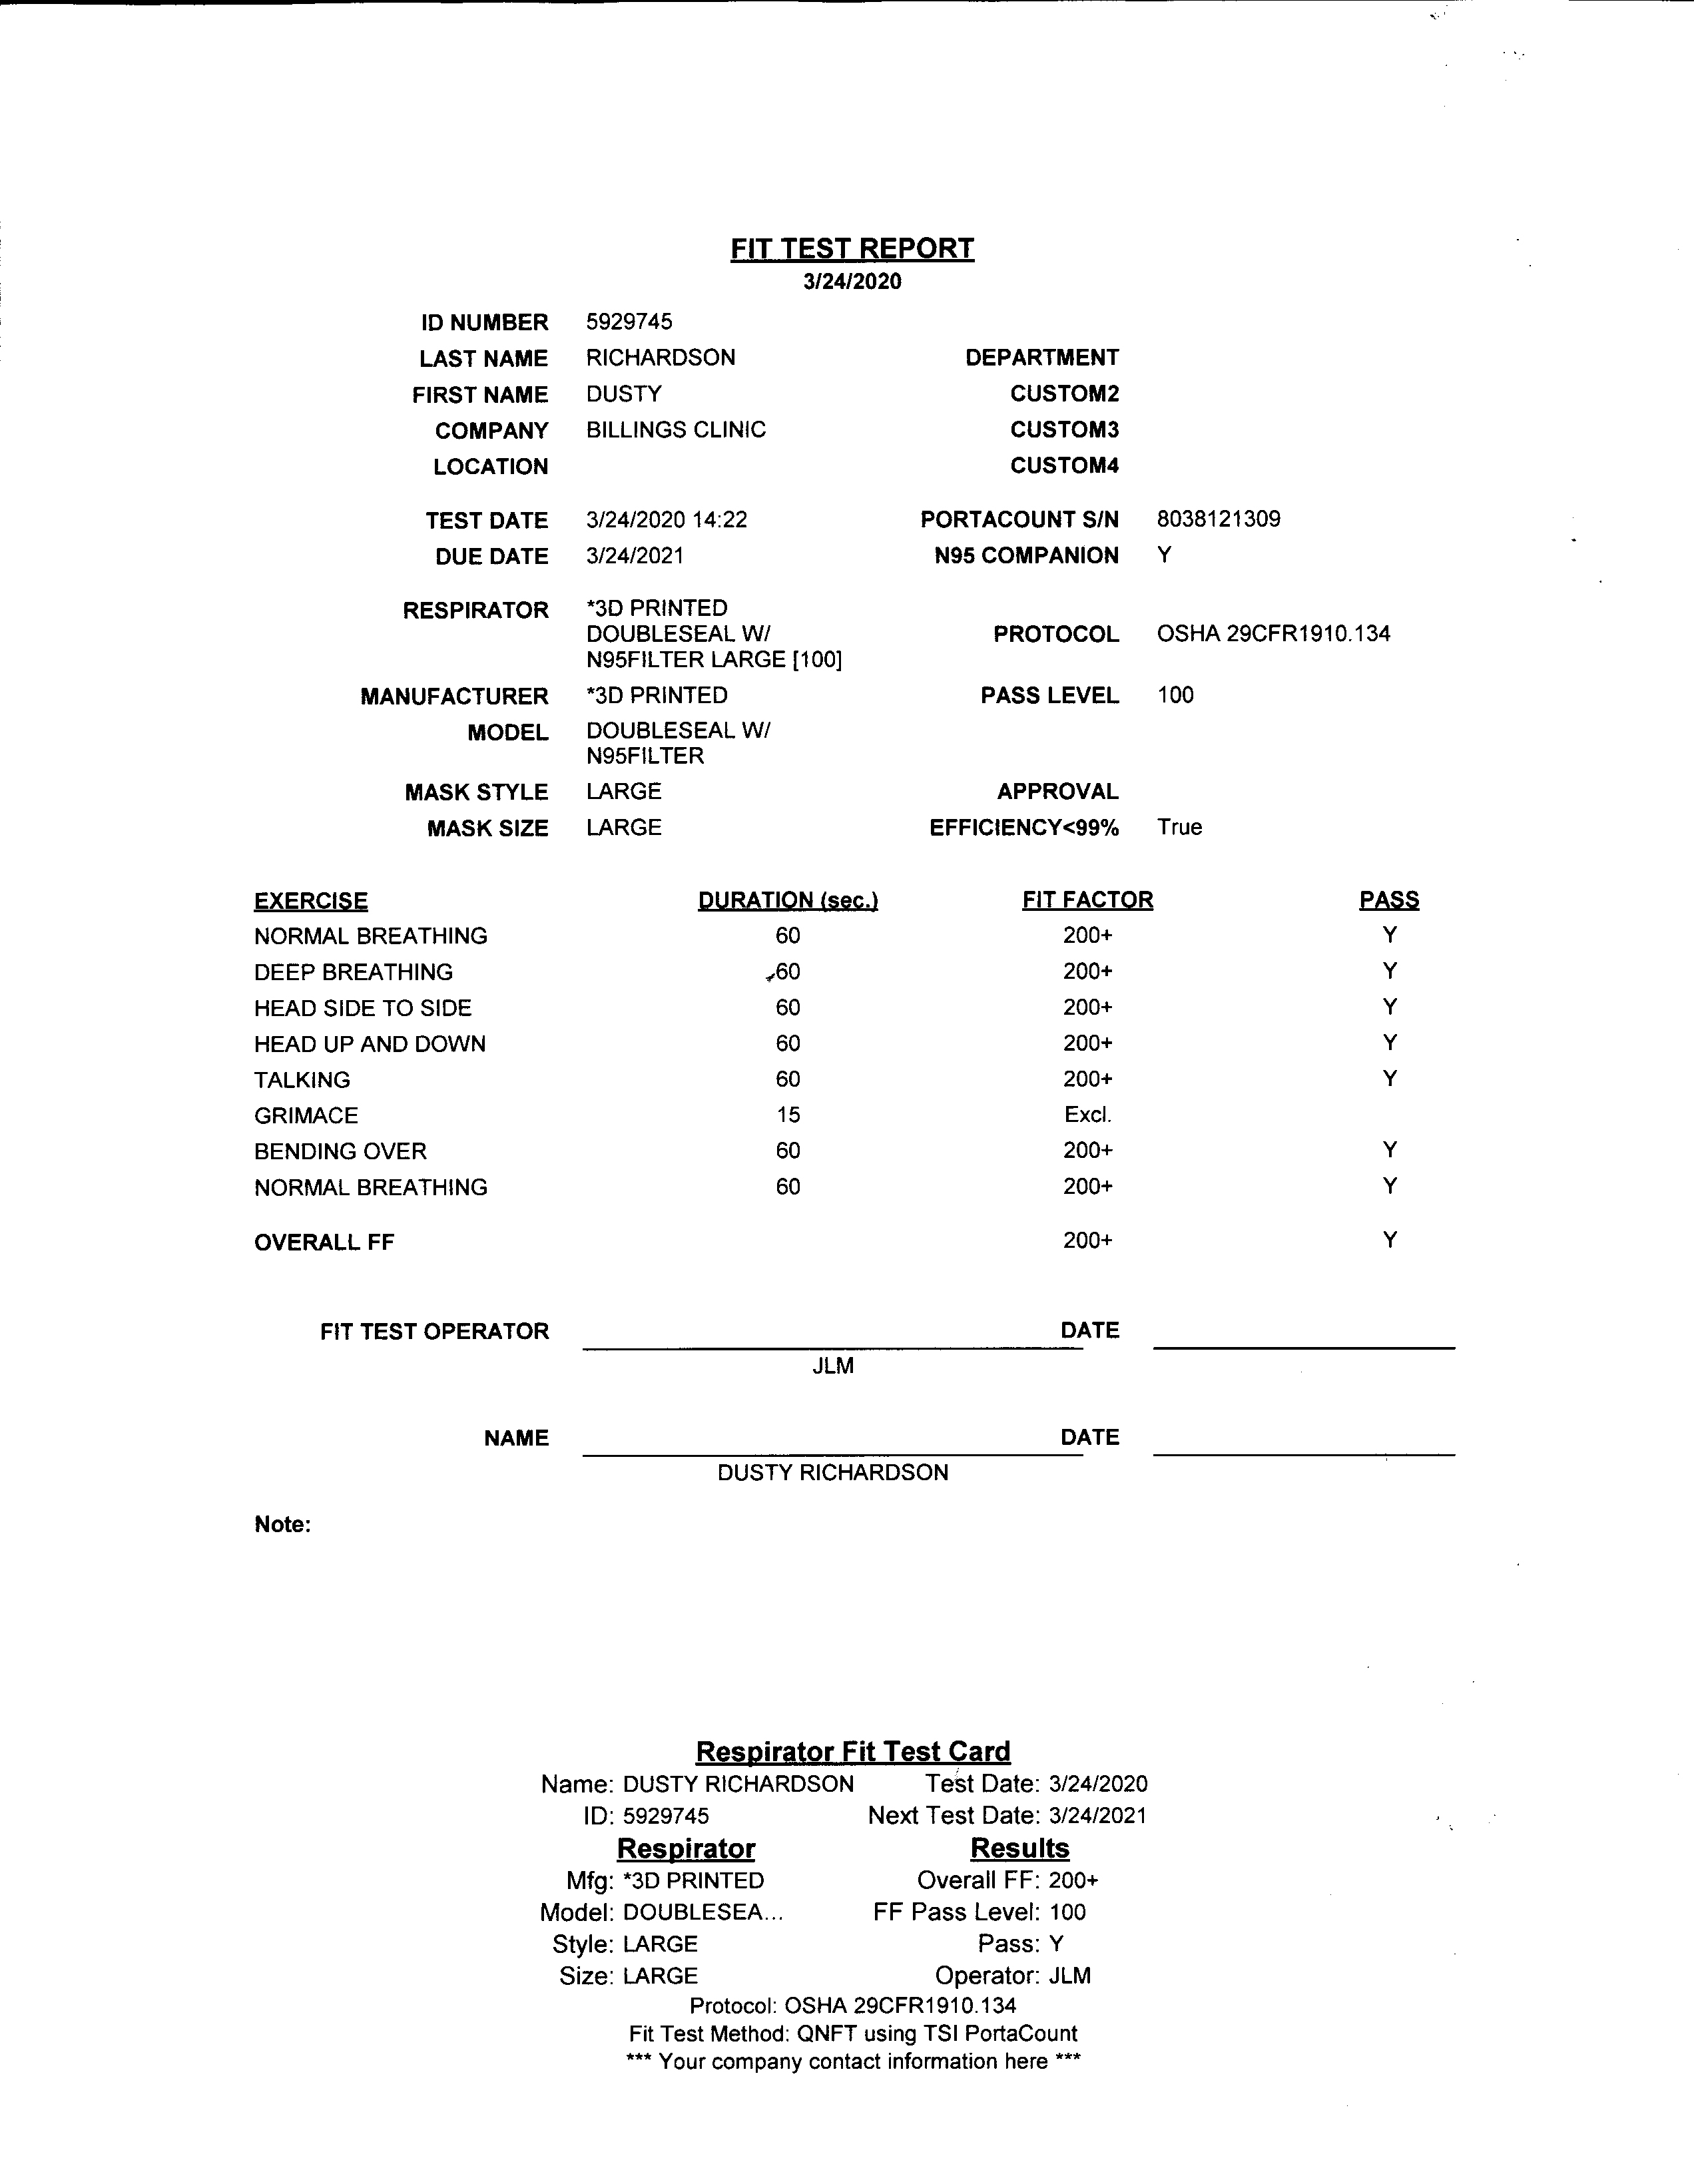 FIT TEST REPORT
3/24/2020
ID NUMBER 5929745
LAST NAME RICHARDSON DEPARTMENT
FIRST NAME DUSTY CUSTOM2
COMPANY BILLINGS CLINIC CUSTOM3
LOCATION CUSTOM4
TEST DATE 3/24/2020 14:22 PORTACOUNT S/N 8038121309
DUE DATE 3/24/2021 N95 COMPANION Y
RESPIRATOR *3D PRINTED
DOUBLESEAL W/ PROTOCOL OSHA 29CFR1910.134
N95FILTER LARGE [100]
MANUFACTURER *3D PRINTED PASS LEVEL 100
MODEL DOUBLESEAL W/
N95FILTER
MASK STYLE LARGE APPROVAL
MASK SIZE LARGE EFFICIENCY<99% True
EXERCISE DURATION (sec.) FIT FACTOR PASS
NORMAL BREATHING 60 200+ Y
DEEP BREATHING 60 200+ Y
HEAD SIDE TO SIDE 60 200+ Y
HEAD UP AND DOWN 60 200+ Y
TALKING 60 200+ Y
GRIMACE 15 Excl.
BENDING OVER 60 200+ Y
NORMAL BREATHING 60 200+ Y
OVERALL FF 200+ Y
FIT TEST OPERATOR DATE
JLM
NAME DATE
DUSTY RICHARDSON
Note:
Respirator Fit Test Card
Name: DUSTY RICHARDSON Test Date: 3/24/2020
ID: 5929745 Next Test Date: 3/24/2021
Respirator Results
Mfg: *3D PRINTED Overall FF: 200+
Model: DOUBLESEA... FF Pass Level: 100
Style: LARGE Pass: Y
Size: LARGE Operator: JLM
Protocol: OSHA 29CFR1910.134
Fit Test Method: QNFT using TSI PortaCount
*** Your company contact information here ***